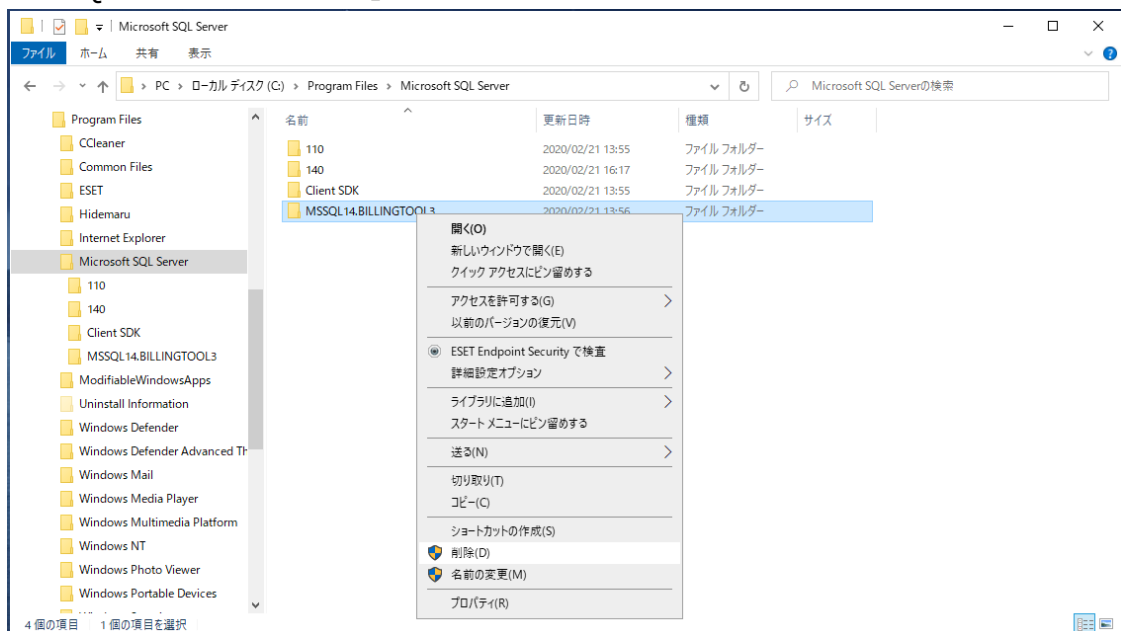 Microsoft SQL Server
ファイル ホーム 共有 表示
PC › ローカル ディスク (C:) › Program Files › Microsoft SQL Server
Microsoft SQL Serverの検索
Program Files
CCleaner
Common Files
ESET
Hidemaru
Internet Explorer
Microsoft SQL Server
110
140
Client SDK
MSSQL14.BILLINGTOOL3
ModifiableWindowsApps
Uninstall Information
Windows Defender
Windows Defender Advanced Th
Windows Mail
Windows Media Player
Windows Multimedia Platform
Windows NT
Windows Photo Viewer
Windows Portable Devices
名前 更新日時 種類 サイズ
110 2020/02/21 13:55 ファイル フォルダー
140 2020/02/21 16:17 ファイル フォルダー
Client SDK 2020/02/21 13:55 ファイル フォルダー
MSSQL14.BILLINGTOOL3 2020/02/21 13:56 ファイル フォルダー
開く(O)
新しいウィンドウで開く(E)
クイック アクセスにピン留めする
アクセスを許可する(G)
以前のバージョンの復元(V)
ESET Endpoint Security で検査
詳細設定オプション
ライブラリに追加(I)
スタート メニューにピン留めする
送る(N)
切り取り(T)
コピー(C)
ショートカットの作成(S)
削除(D)
名前の変更(M)
プロパティ(R)
4 個の項目 1 個の項目を選択